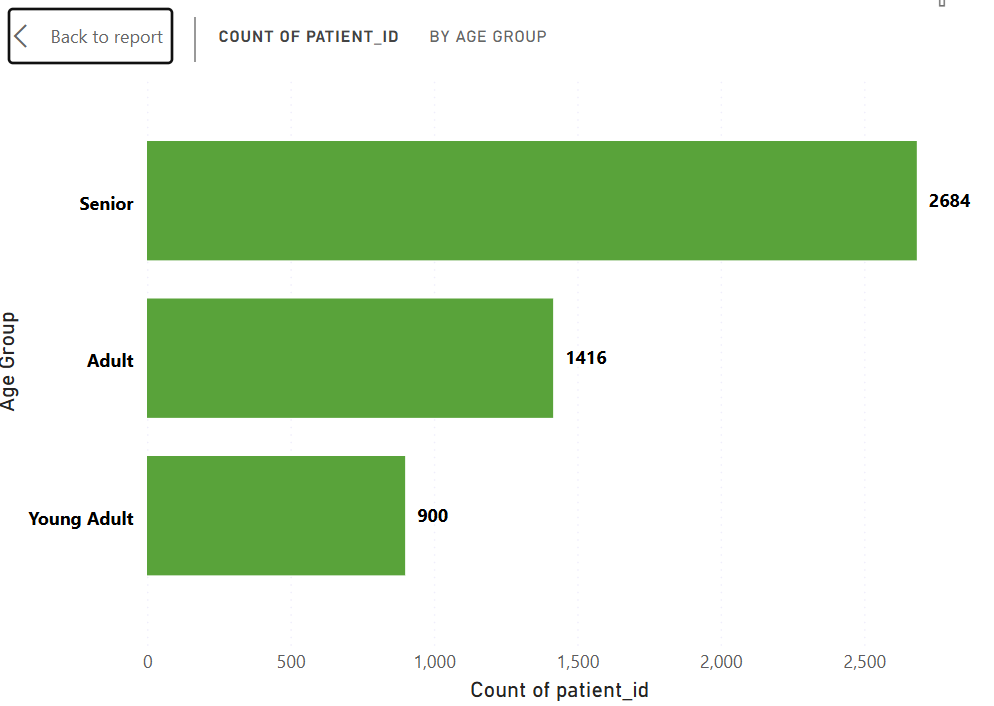 Back to report
COUNT OF PATIENT_ID BY AGE GROUP
Senior 2684
Adult 1416
Young Adult 900
Age Group
0 500 1,000 1,500 2,000 2,500
Count of patient_id